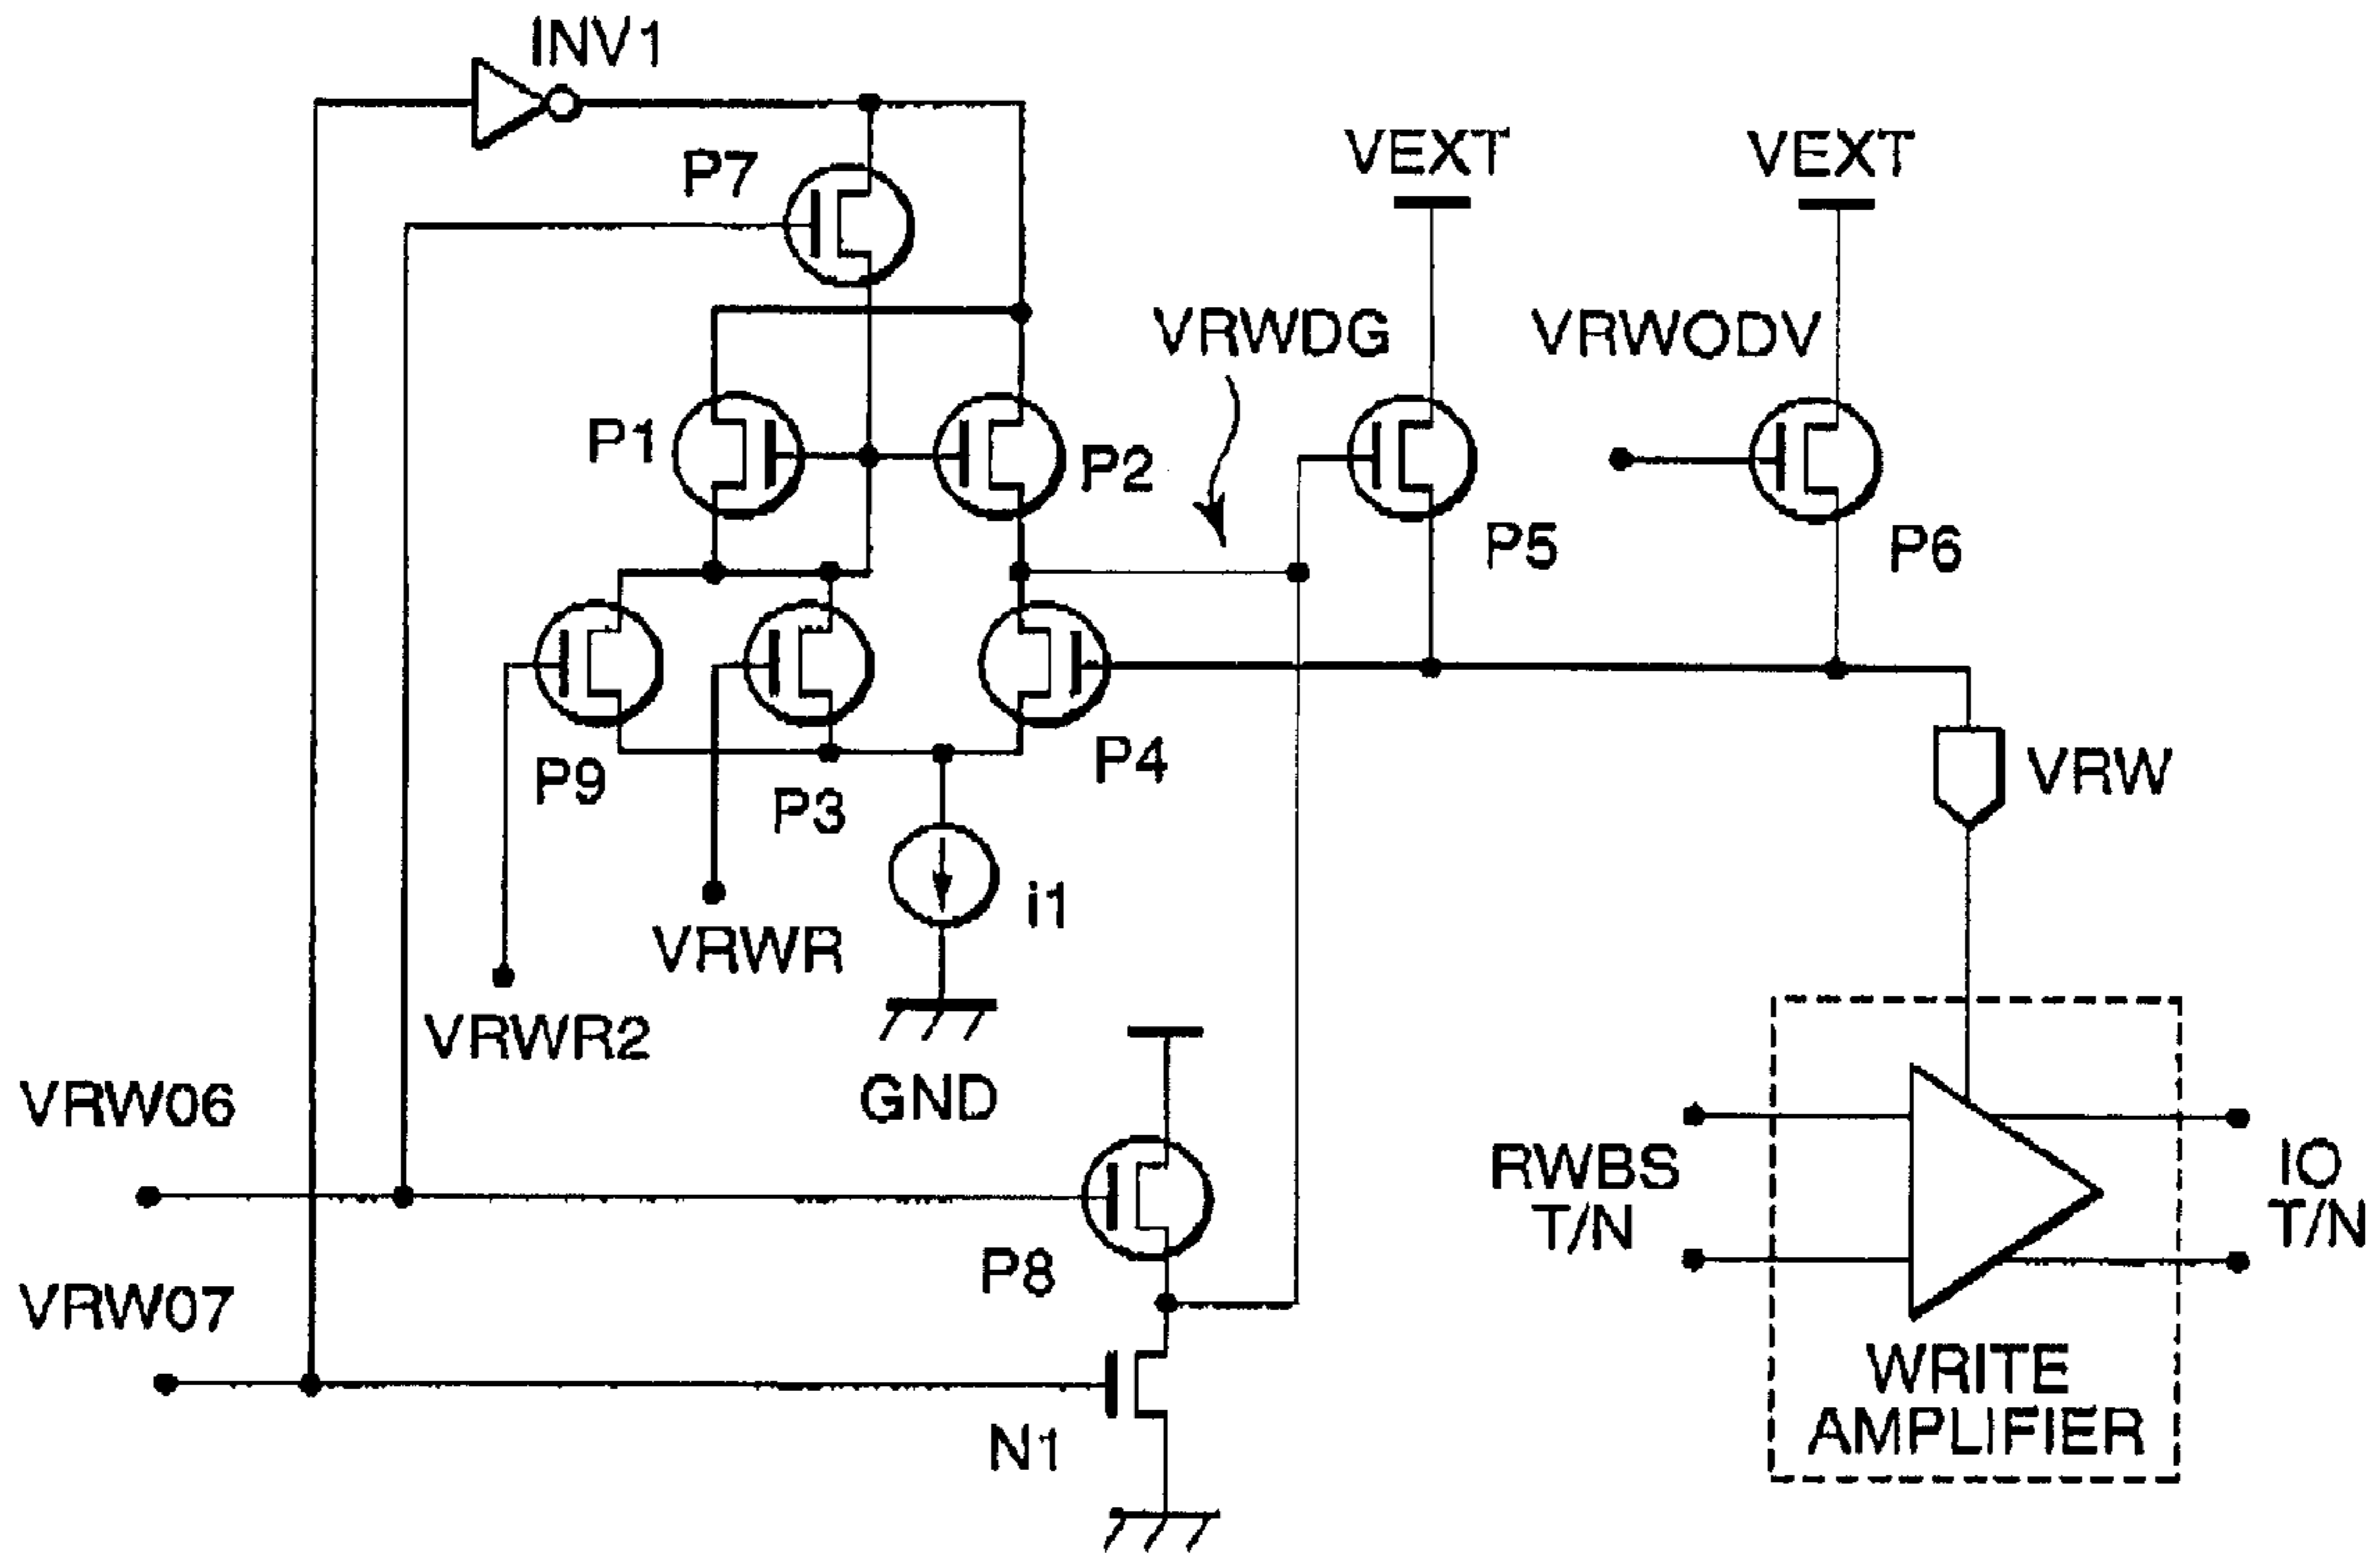 INV1
P7
VEXT
VEXT
VRWDG
VRWODV
P1
P2
P5
P6
P9
P3
P4
VRW
i1
VRWR
VRWR2
GND
VRW06
P8
RWBS
T/N
IO
T/N
VRW07
N1
WRITE
AMPLIFIER